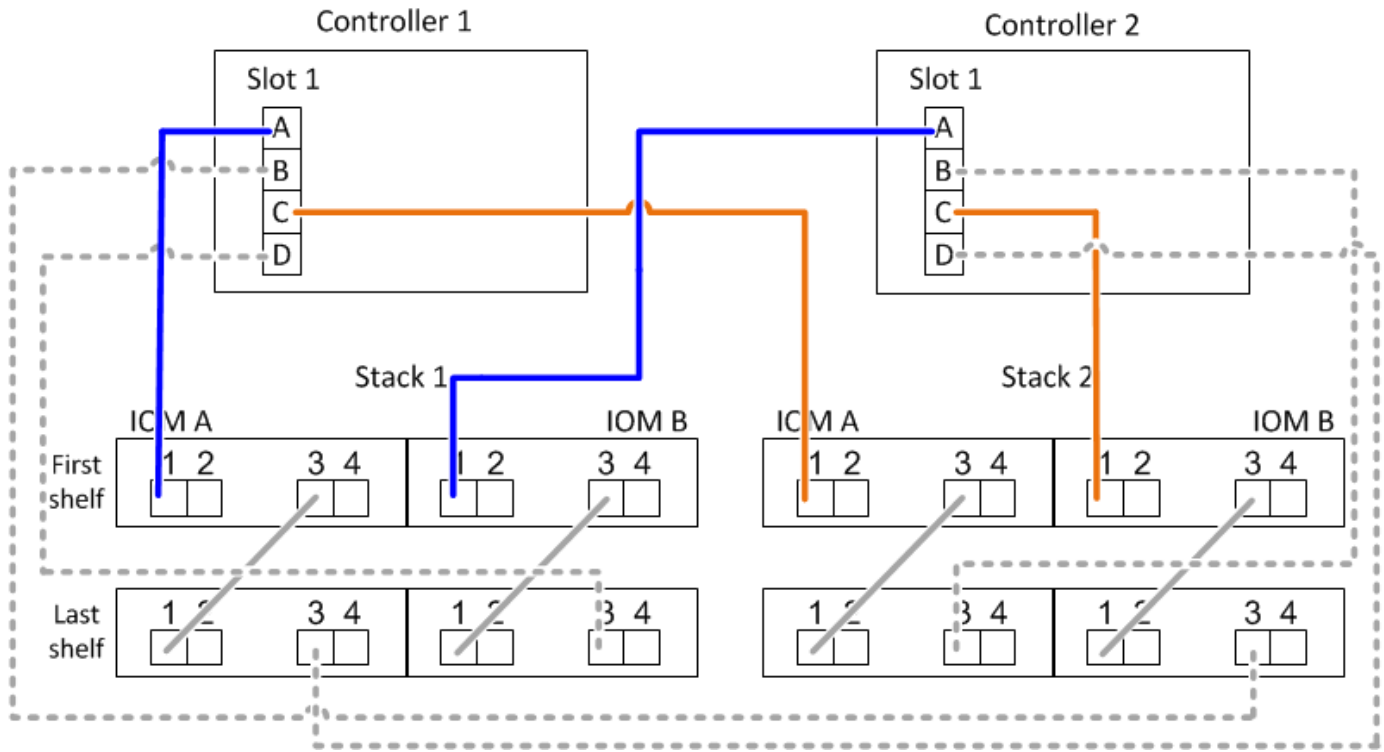 Controller 1
Controller 2
Slot 1
Slot 1
A
A
B
B
C
C
D
D
Stack 1
Stack 2
IOM A
IOM B
IOM A
IOM B
First shelf
1 2 3 4 1 2 3 4 1 2 3 4 1 2 3 4
Last shelf
1 2 3 4 1 2 3 4 1 2 3 4 1 2 3 4